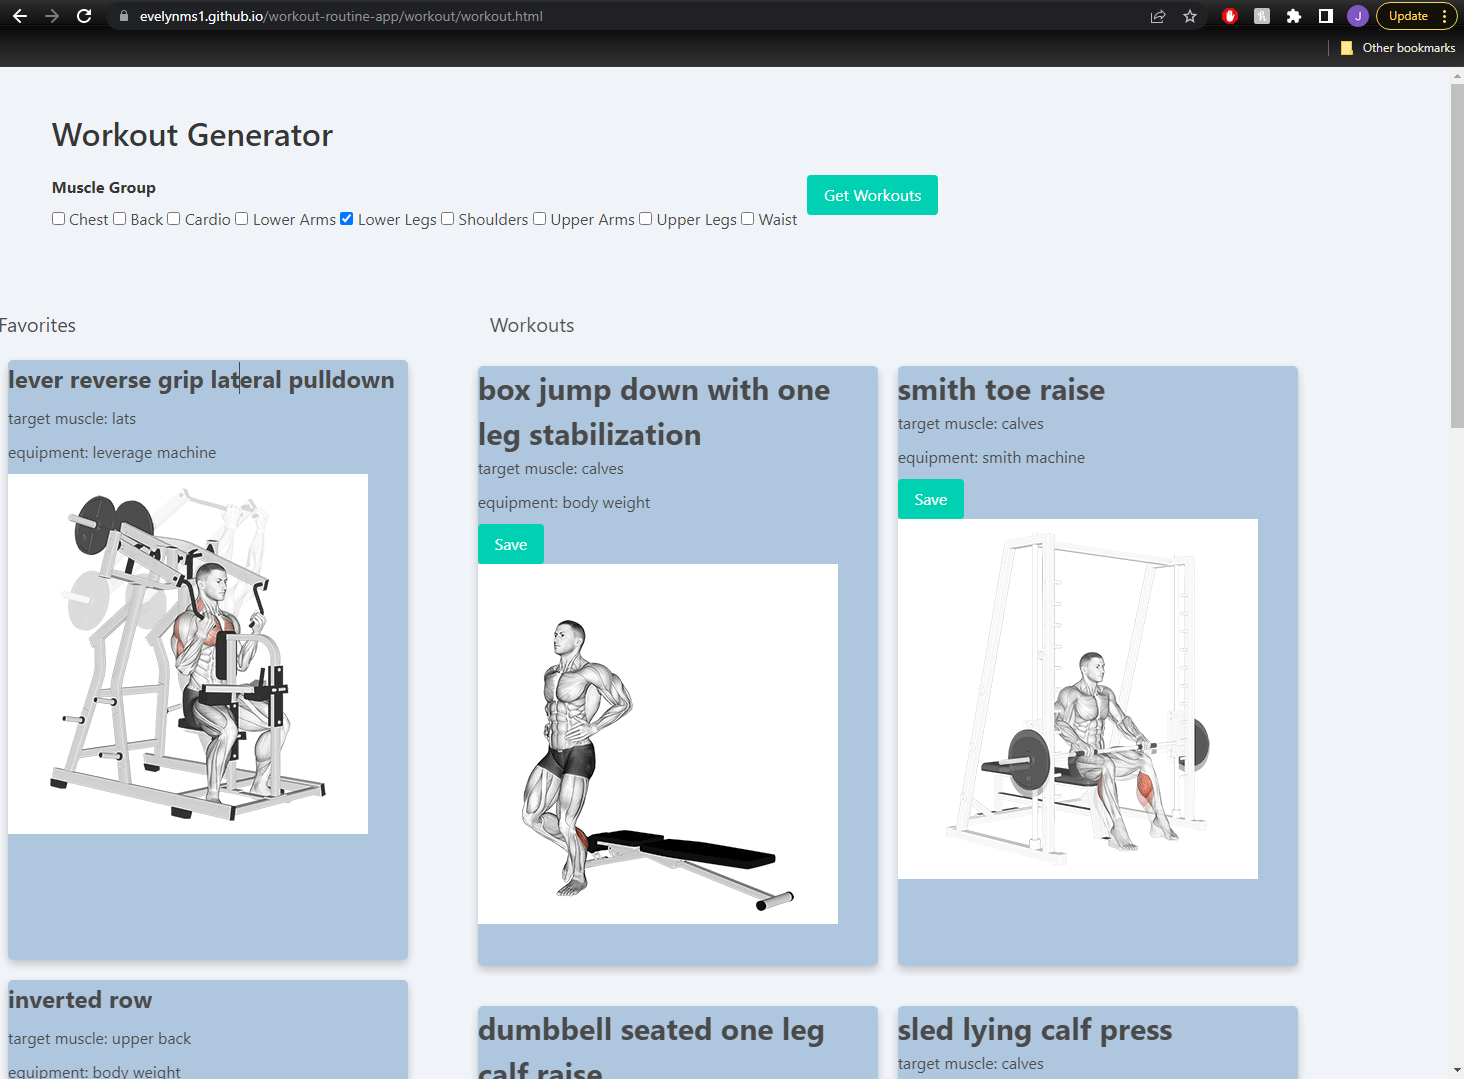 evelynms1.github.io/workout-routine-app/workout/workout.html
J
Update
Other bookmarks
Workout Generator
Muscle Group
Chest Back Cardio Lower Arms Lower Legs Shoulders Upper Arms Upper Legs Waist
Get Workouts
Favorites
Workouts
lever reverse grip lateral pulldown
target muscle: lats
equipment: leverage machine
box jump down with one
leg stabilization
target muscle: calves
equipment: body weight
Save
smith toe raise
target muscle: calves
equipment: smith machine
Save
inverted row
target muscle: upper back
equipment: body weight
dumbbell seated one leg
calf raise
sled lying calf press
target muscle: calves